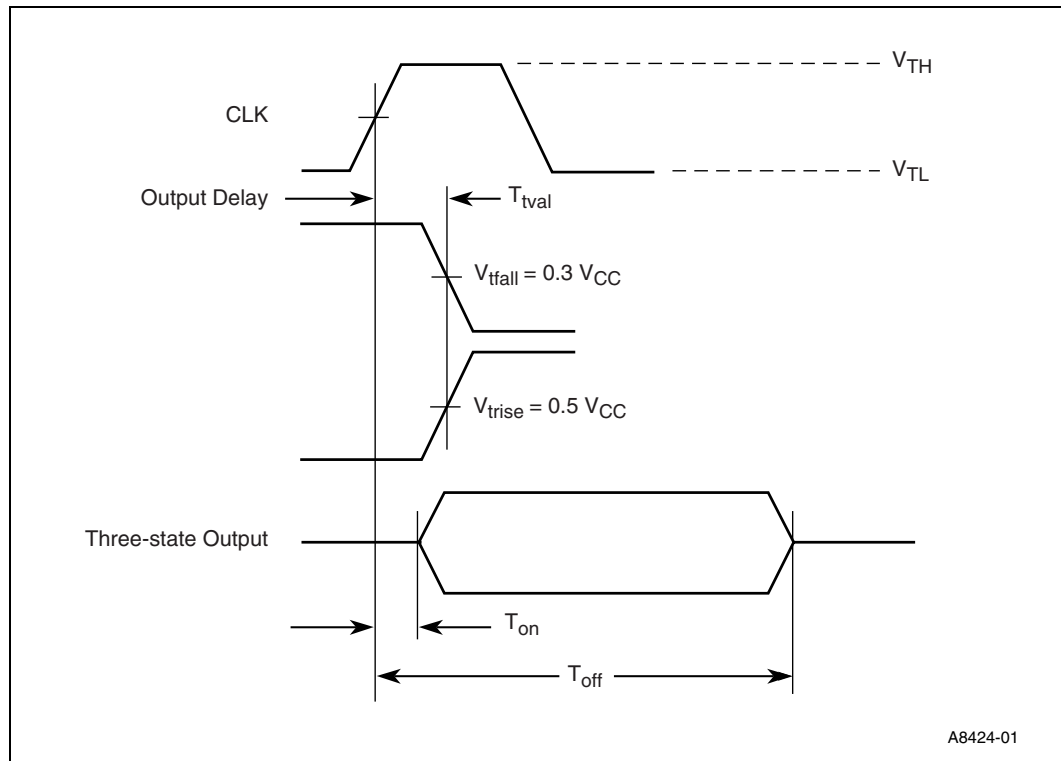 V_TH
CLK
V_TL
Output Delay
T_tval
V_tfall = 0.3 V_CC
V_trise = 0.5 V_CC
Three-state Output
T_on
T_off
A8424-01